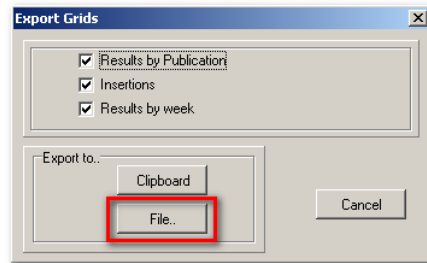 Export Grids
Results by Publication
Insertions
Results by week
Export to..
Clipboard
File..
Cancel